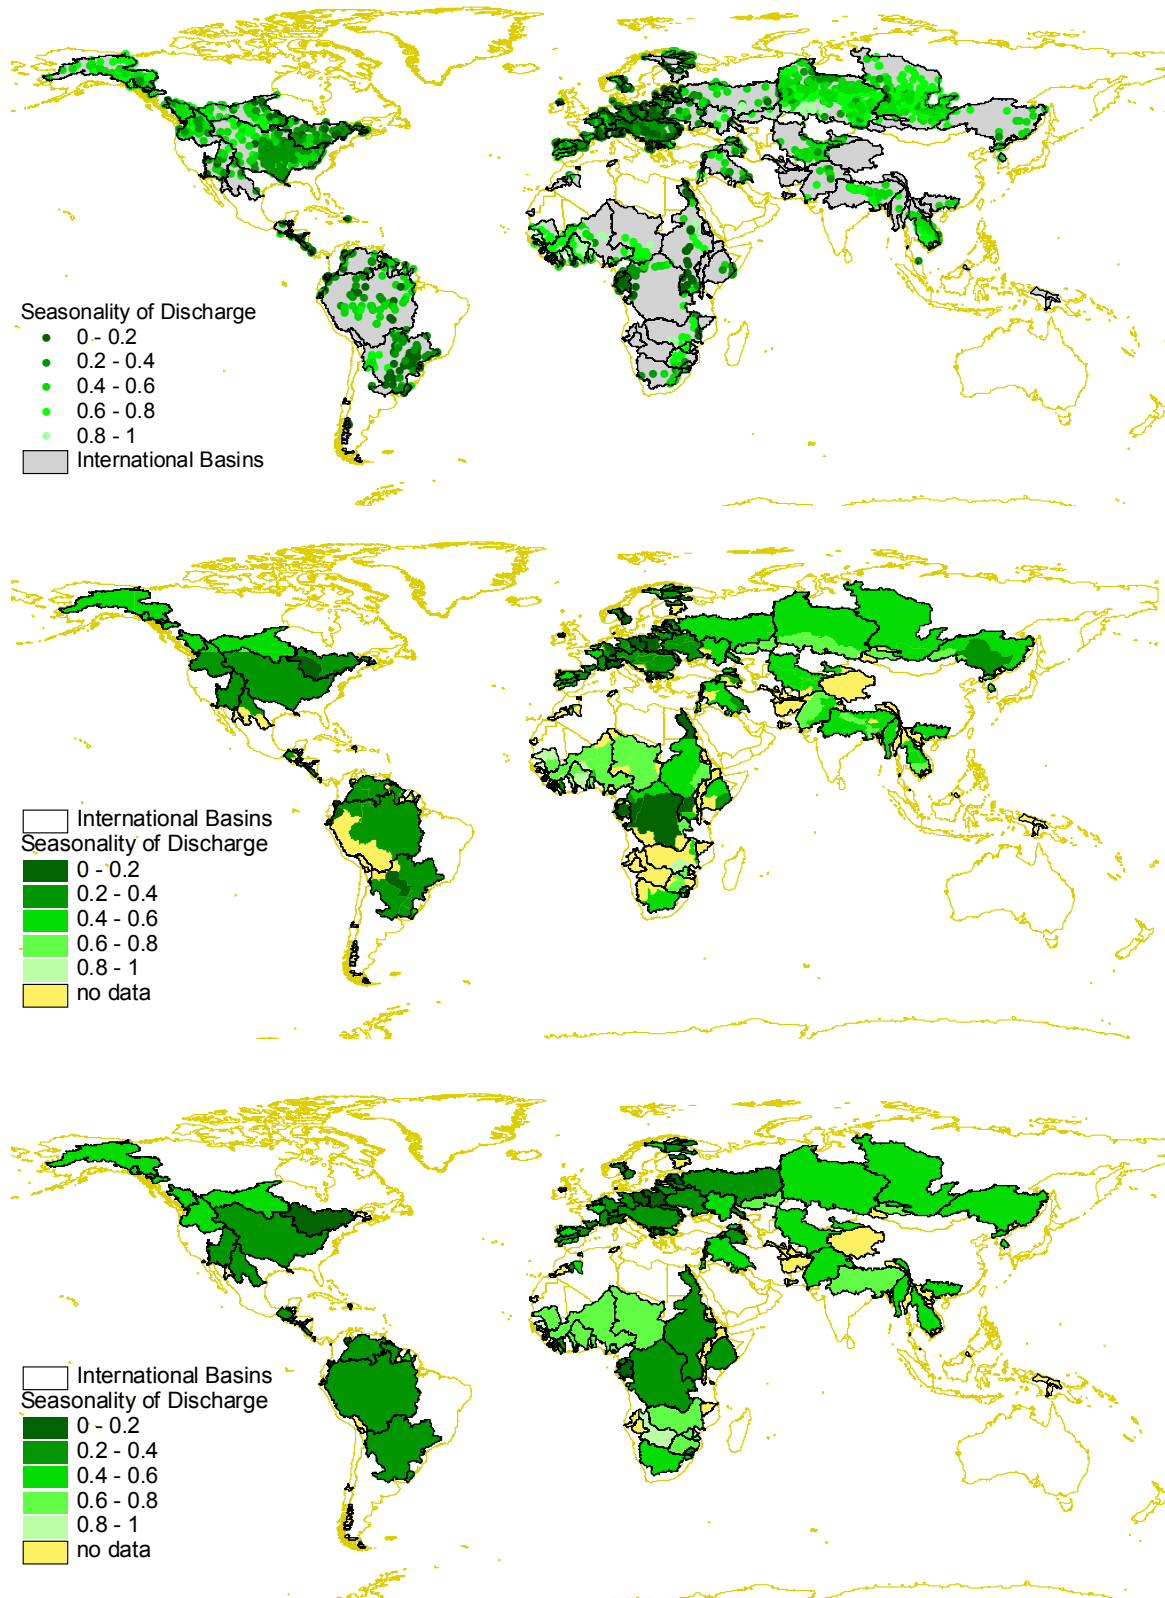 Seasonality of Discharge
0 - 0.2
0.2 - 0.4
0.4 - 0.6
0.6 - 0.8
0.8 - 1
International Basins
International Basins
Seasonality of Discharge
0 - 0.2
0.2 - 0.4
0.4 - 0.6
0.6 - 0.8
0.8 - 1
no data
International Basins
Seasonality of Discharge
0 - 0.2
0.2 - 0.4
0.4 - 0.6
0.6 - 0.8
0.8 - 1
no data